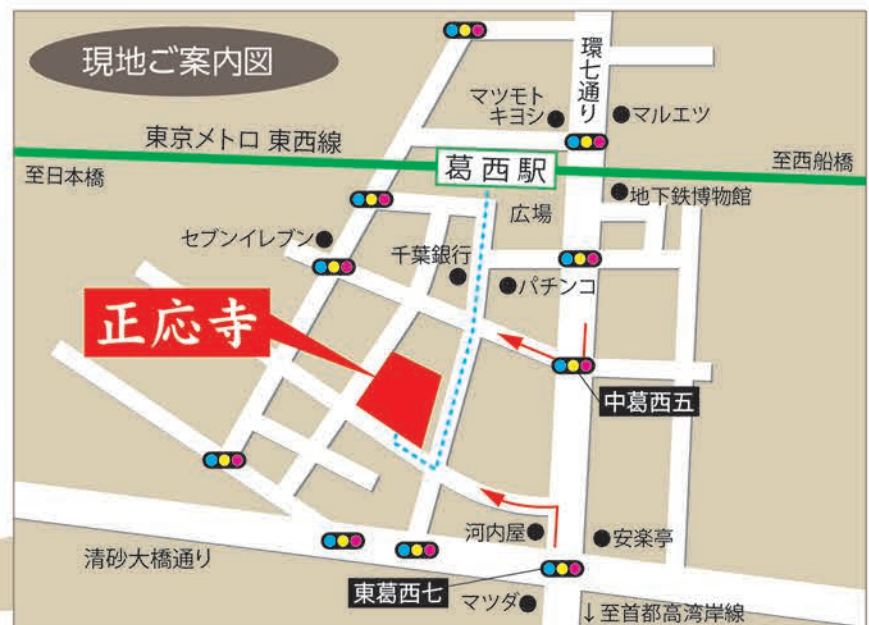 現地ご案内図
環七通り
マツモト
キヨシ
マルエツ
東京メトロ 東西線
葛西駅
至日本橋
至西船橋
地下鉄博物館
広場
セブンイレブン
千葉銀行
パチンコ
正応寺
中葛西五
河内屋
安楽亭
清砂大橋通り
東葛西七
マツダ
↓至首都高湾岸線